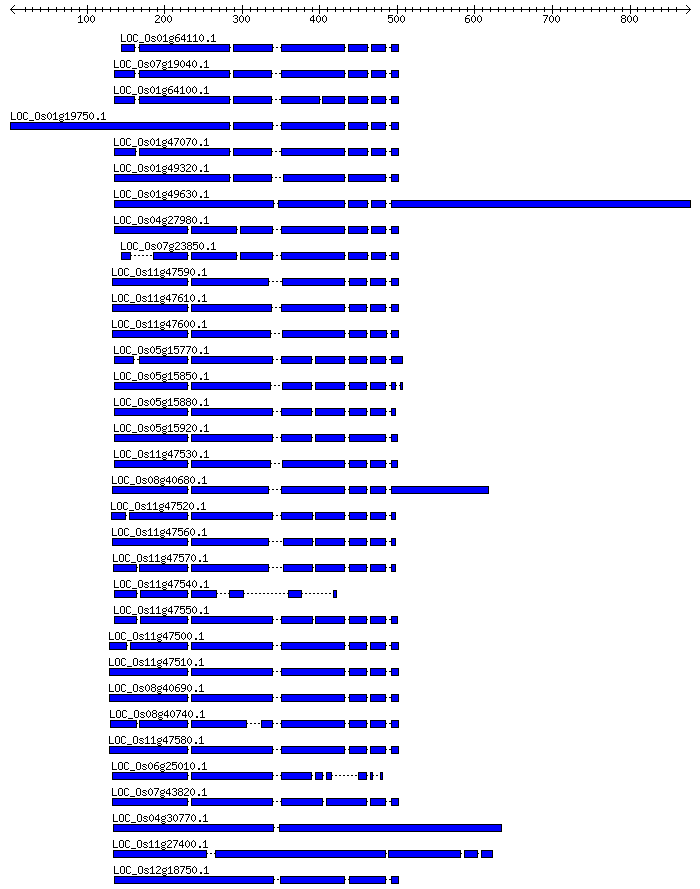 100 200 300 400 500 600 700 800
LOC_Os01g64110.1
LOC_Os07g19040.1
LOC_Os01g64100.1
LOC_Os01g19750.1
LOC_Os01g47070.1
LOC_Os01g49320.1
LOC_Os01g49630.1
LOC_Os04g27980.1
LOC_Os07g23850.1
LOC_Os11g47590.1
LOC_Os11g47610.1
LOC_Os11g47600.1
LOC_Os05g15770.1
LOC_Os05g15850.1
LOC_Os05g15880.1
LOC_Os05g15920.1
LOC_Os11g47530.1
LOC_Os08g40680.1
LOC_Os11g47520.1
LOC_Os11g47560.1
LOC_Os11g47570.1
LOC_Os11g47540.1
LOC_Os11g47550.1
LOC_Os11g47500.1
LOC_Os11g47510.1
LOC_Os08g40690.1
LOC_Os08g40740.1
LOC_Os11g47580.1
LOC_Os06g25010.1
LOC_Os07g43820.1
LOC_Os04g30770.1
LOC_Os11g27400.1
LOC_Os12g18750.1